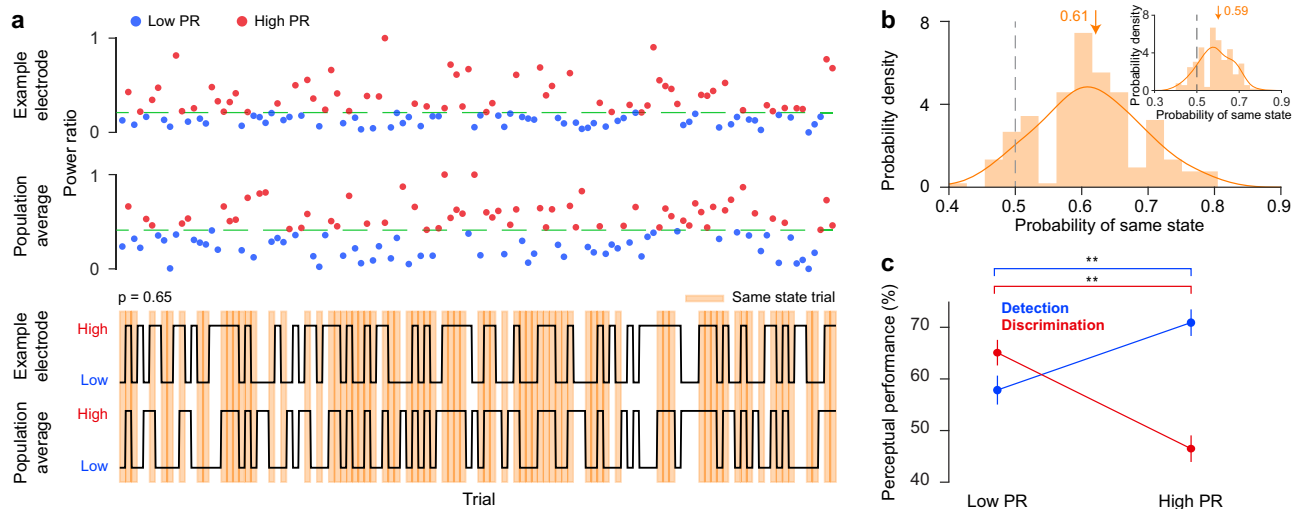 a
Low PR
High PR
Example
electrode
1
0
Power ratio
Population
average
1
0
p = 0.65
Same state trial
Example
electrode
High
Low
Population
average
High
Low
Trial
b
Probability density
8
4
0
0.61
0.4 0.5 0.6 0.7 0.8 0.9
Probability of same state
Probability density
8
4
0
0.59
0.3 0.5 0.7 0.9
Probability of same state
c
Perceptual performance (%)
**
**
Detection
Discrimination
70
60
50
40
Low PR
High PR